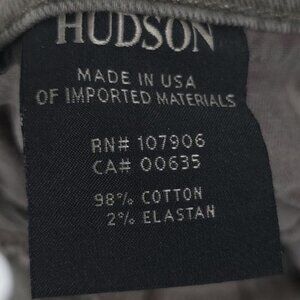 HUDSON
MADE IN USA
OF IMPORTED MATERIALS
RN# 107906
CA# 00635
98% COTTON
2% ELASTAN